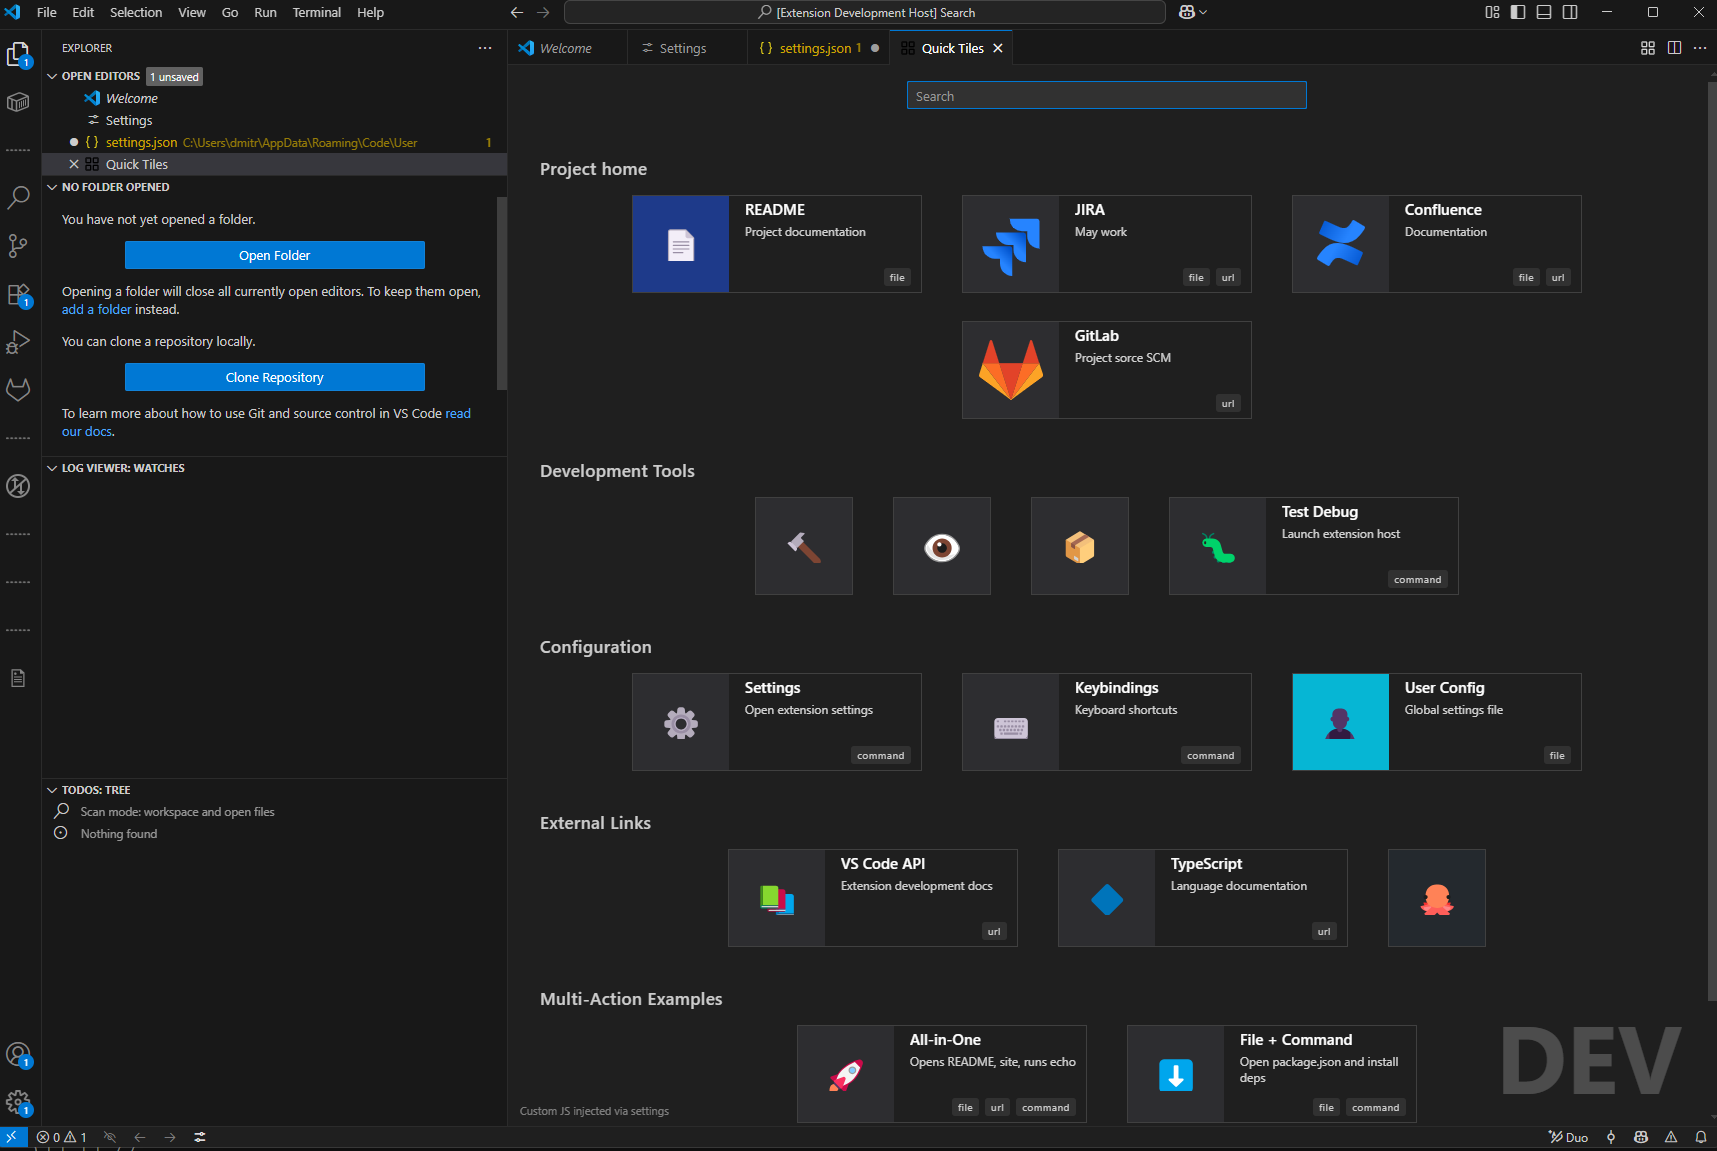 File Edit Selection View Go Run Terminal Help
[Extension Development Host] Search
EXPLORER
OPEN EDITORS 1 unsaved
Welcome
Settings
{ } settings.json C:\Users\dmitr\AppData\Roaming\Code\User 1
Quick Tiles
NO FOLDER OPENED
You have not yet opened a folder.
Open Folder
Opening a folder will close all currently open editors. To keep them open,
add a folder instead.
You can clone a repository locally.
Clone Repository
To learn more about how to use Git and source control in VS Code read
our docs.
LOG VIEWER: WATCHES
TODOS: TREE
Scan mode: workspace and open files
Nothing found
1
1
1
1
Welcome
Settings
{ } settings.json 1
Quick Tiles
Search
Project home
README
Project documentation
file
JIRA
May work
file url
Confluence
Documentation
file url
GitLab
Project sorce SCM
url
Development Tools
Test Debug
Launch extension host
command
Configuration
Settings
Open extension settings
command
Keybindings
Keyboard shortcuts
command
User Config
Global settings file
file
External Links
VS Code API
Extension development docs
url
TypeScript
Language documentation
url
Multi-Action Examples
All-in-One
Opens README, site, runs echo
file url command
File + Command
Open package.json and install
deps
file command
DEV
Custom JS injected via settings
0 1
Duo